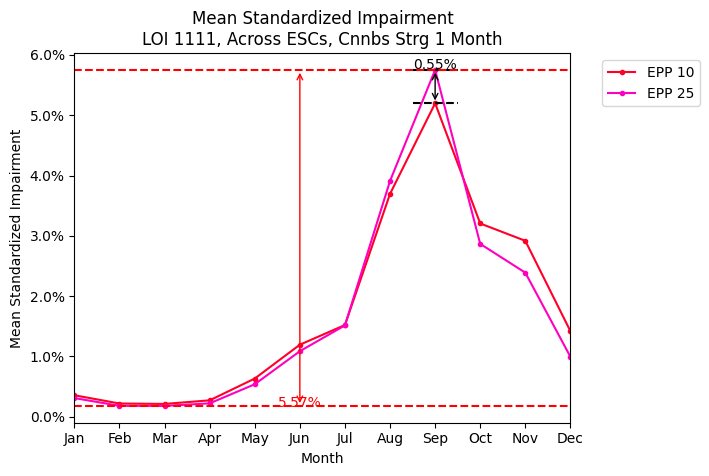 Mean Standardized Impairment
LOI 1111, Across ESCs, Cnnbs Strg 1 Month
6.0%
5.0%
4.0%
3.0%
2.0%
1.0%
0.0%
Mean Standardized Impairment
0.55%
5.57%
Jan Feb Mar Apr May Jun Jul Aug Sep Oct Nov Dec
Month
EPP 10
EPP 25